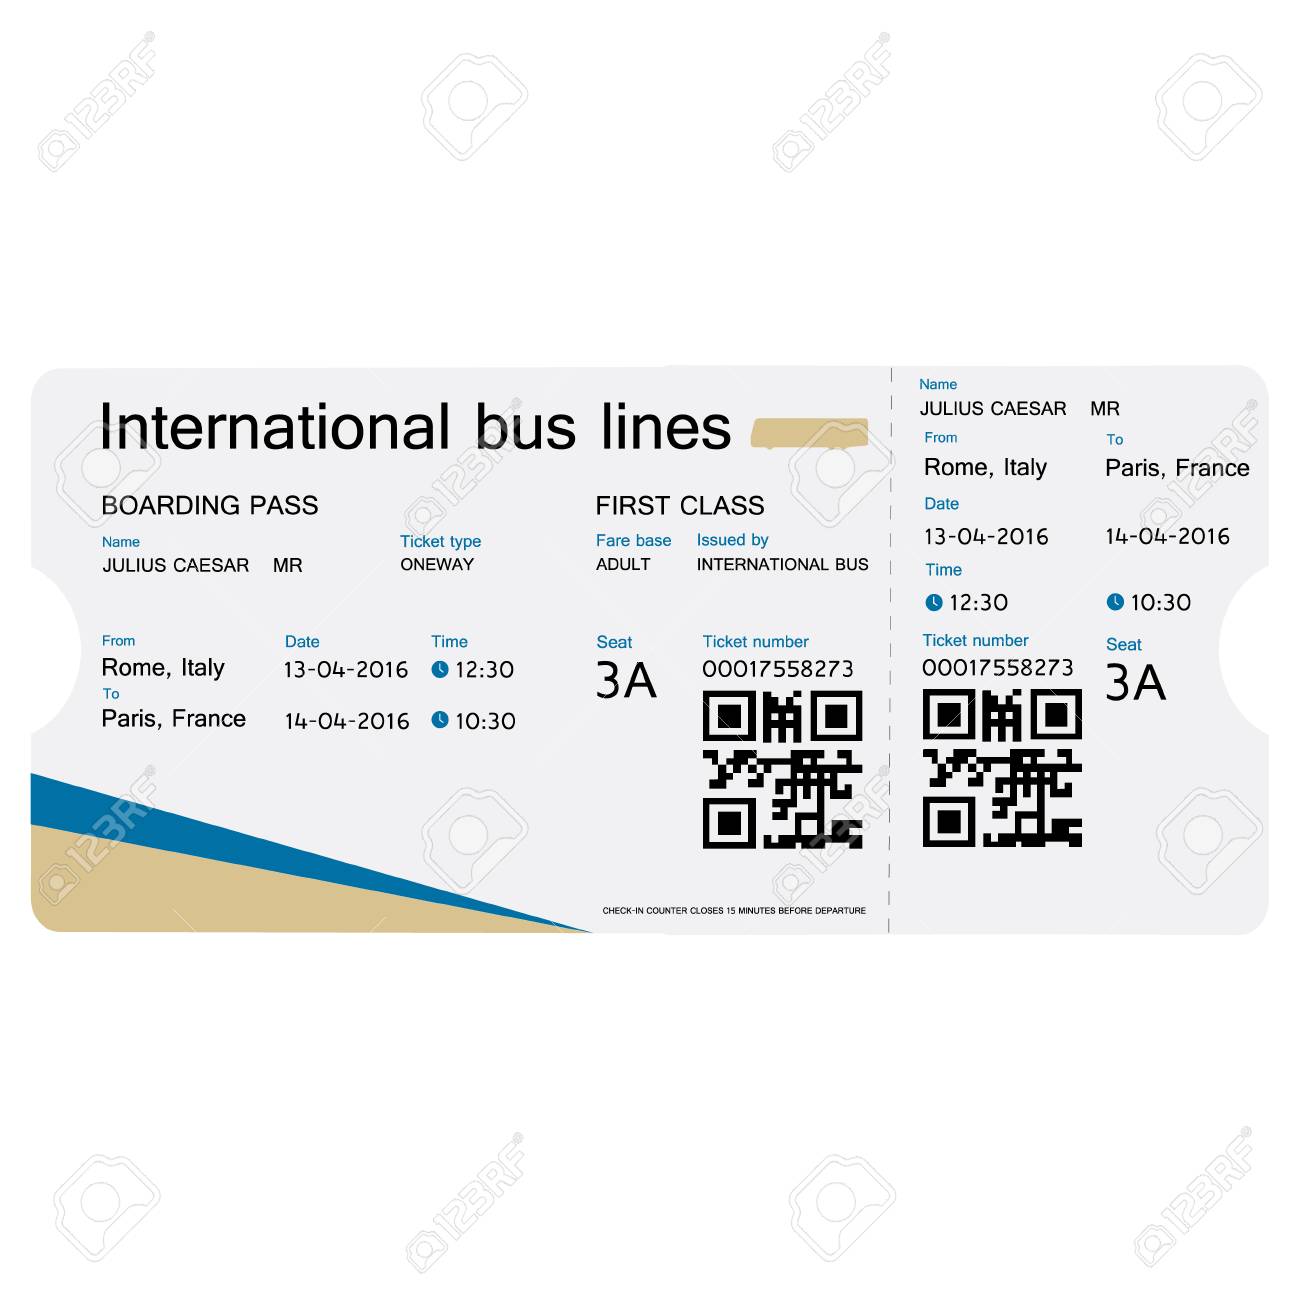 International bus lines
BOARDING PASS FIRST CLASS
Name Ticket type Fare base Issued by
JULIUS CAESAR MR ONEWAY ADULT INTERNATIONAL BUS
From Date Time Seat Ticket number
Rome, Italy 13-04-2016 12:30 3A 00017558273
To
Paris, France 14-04-2016 10:30
CHECK-IN COUNTER CLOSES 15 MINUTES BEFORE DEPARTURE
Name
JULIUS CAESAR MR
From To
Rome, Italy Paris, France
Date
13-04-2016 14-04-2016
Time
12:30 10:30
Ticket number Seat
00017558273 3A
123RF
123RF
123RF
123RF
123RF
123RF
123RF
123RF